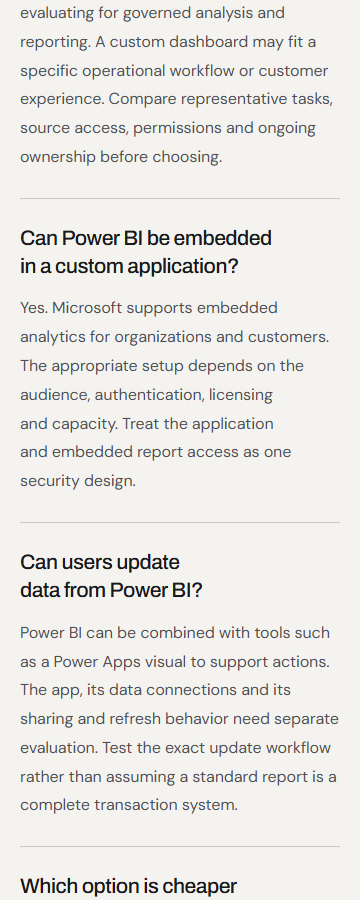 evaluating for governed analysis and
reporting. A custom dashboard may fit a
specific operational workflow or customer
experience. Compare representative tasks,
source access, permissions and ongoing
ownership before choosing.
Can Power BI be embedded
in a custom application?
Yes. Microsoft supports embedded
analytics for organizations and customers.
The appropriate setup depends on the
audience, authentication, licensing
and capacity. Treat the application
and embedded report access as one
security design.
Can users update
data from Power BI?
Power BI can be combined with tools such
as a Power Apps visual to support actions.
The app, its data connections and its
sharing and refresh behavior need separate
evaluation. Test the exact update workflow
rather than assuming a standard report is a
complete transaction system.
Which option is cheaper